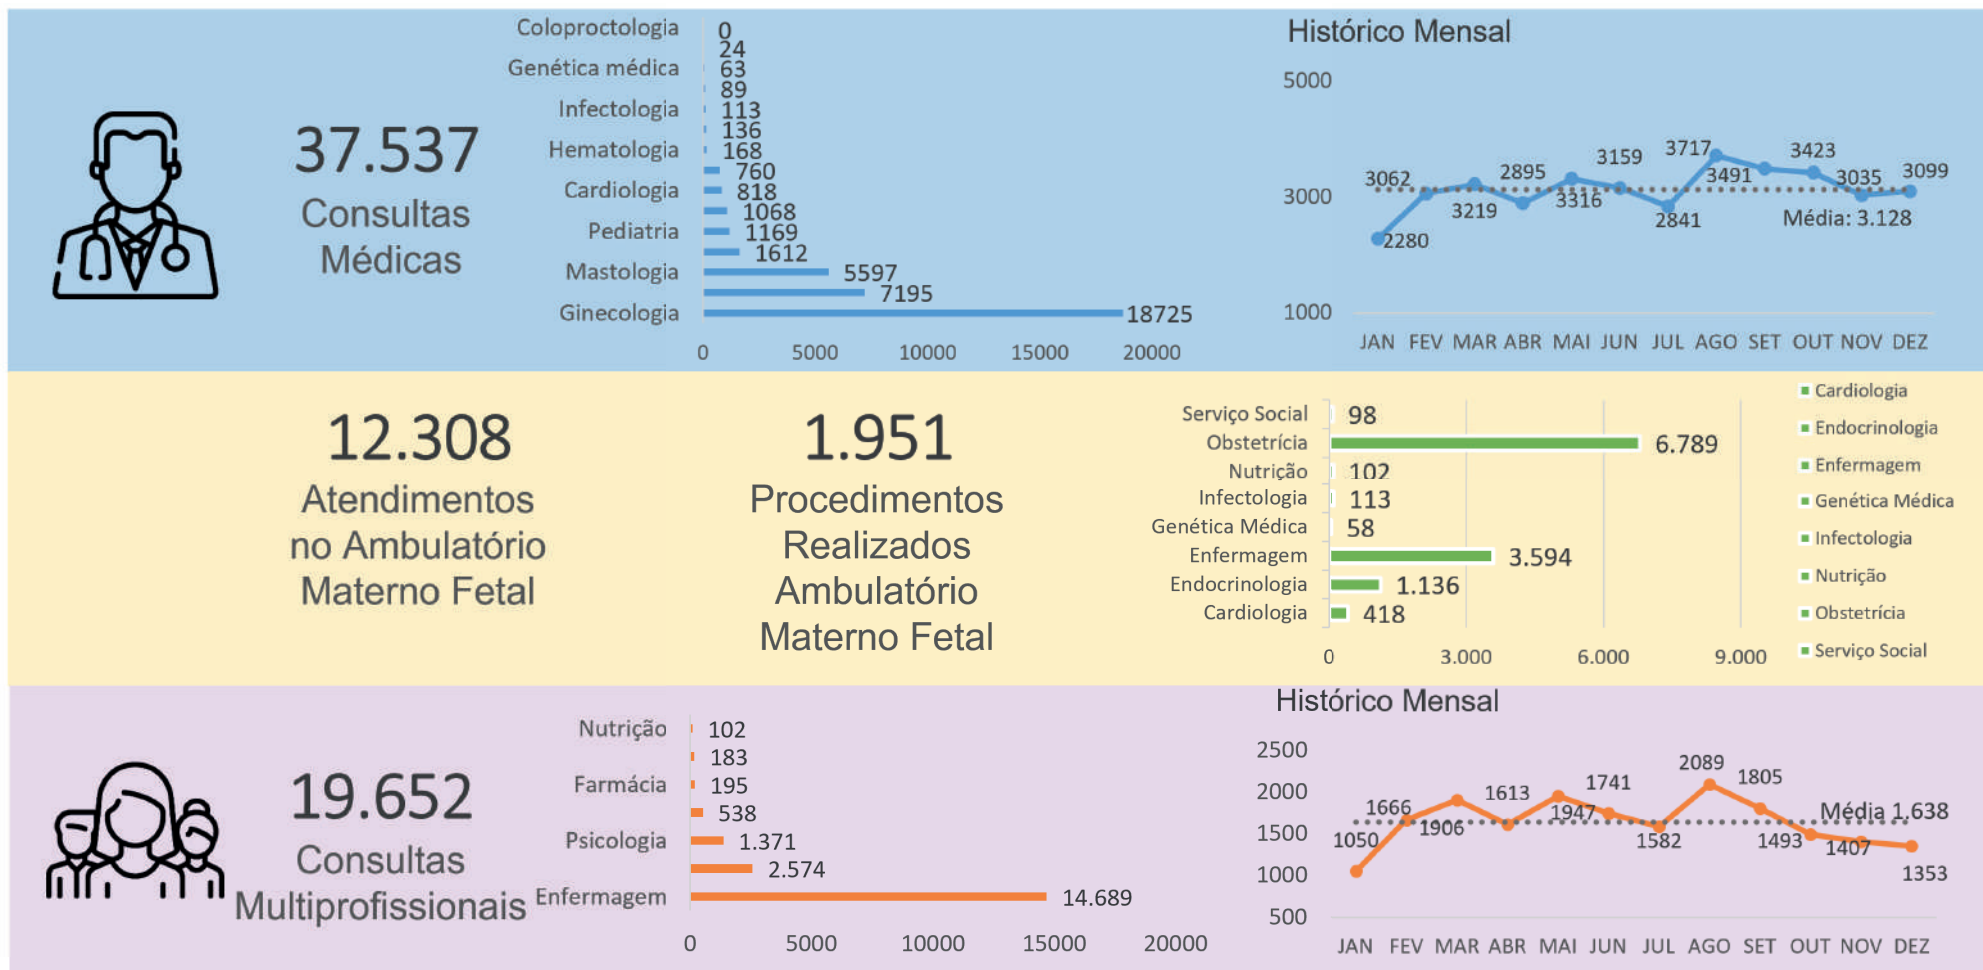 37.537
Consultas
Médicas
Coloproctologia 0
24
Genética médica 63
89
Infectologia 113
136
Hematologia 168
760
Cardiologia 818
1068
Pediatria 1169
1612
Mastologia 5597
7195
Ginecologia 18725
0 5000 10000 15000 20000
Histórico Mensal
5000
3000
1000
2280
3062
3219
2895
3316
3159
2841
3717
3491
3423
3035
3099
Média: 3.128
JAN FEV MAR ABR MAI JUN JUL AGO SET OUT NOV DEZ
12.308
Atendimentos
no Ambulatório
Materno Fetal
1.951
Procedimentos
Realizados
Ambulatório
Materno Fetal
Serviço Social 98
Obstetrícia 6.789
Nutrição 102
Infectologia 113
Genética Médica 58
Enfermagem 3.594
Endocrinologia 1.136
Cardiologia 418
0 3.000 6.000 9.000
Cardiologia
Endocrinologia
Enfermagem
Genética Médica
Infectologia
Nutrição
Obstetrícia
Serviço Social
19.652
Consultas
Multiprofissionais
Nutrição 102
183
Farmácia 195
538
Psicologia 1.371
2.574
Enfermagem 14.689
0 5000 10000 15000 20000
Histórico Mensal
2500
2000
1500
1000
500
1050
1666
1906
1613
1947
1741
1582
2089
1805
1493
1407
1353
Média 1,638
JAN FEV MAR ABR MAI JUN JUL AGO SET OUT NOV DEZ